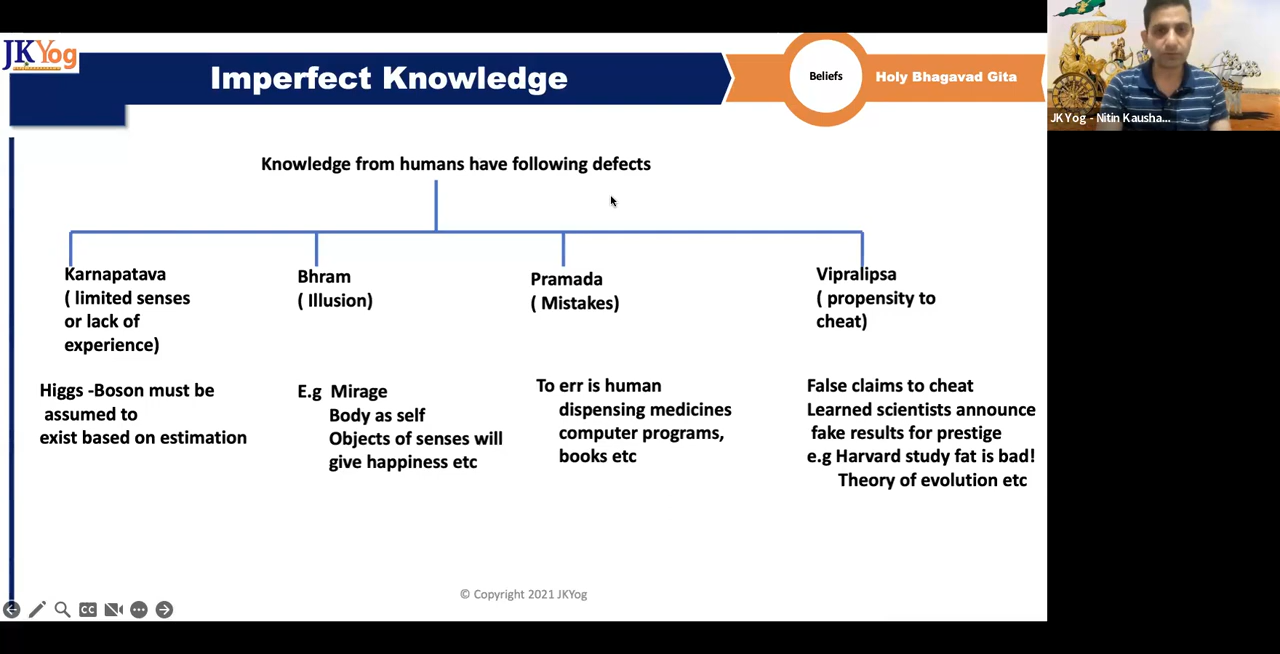 JKYog
Imperfect Knowledge
Beliefs
Holy Bhagavad Gita
JKYog - Nitin Kausha...
Knowledge from humans have following defects
Karnapatava
( limited senses
or lack of
experience)
Bhram
( Illusion)
Pramada
( Mistakes)
Vipralipsa
( propensity to
cheat)
Higgs -Boson must be
assumed to
exist based on estimation
E.g Mirage
Body as self
Objects of senses will
give happiness etc
To err is human
dispensing medicines
computer programs,
books etc
False claims to cheat
Learned scientists announce
fake results for prestige
e.g Harvard study fat is bad!
Theory of evolution etc
© Copyright 2021 JKYog
CC